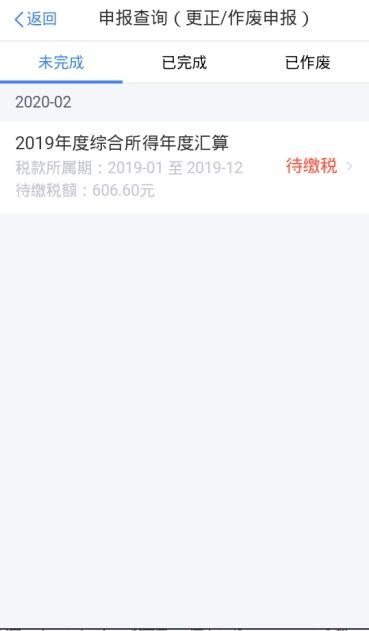 返回 申报查询（更正/作废申报）
未完成 已完成 已作废
2020-02
2019年度综合所得年度汇算
税款所属期：2019-01 至 2019-12 待缴税
待缴税额：606.60元